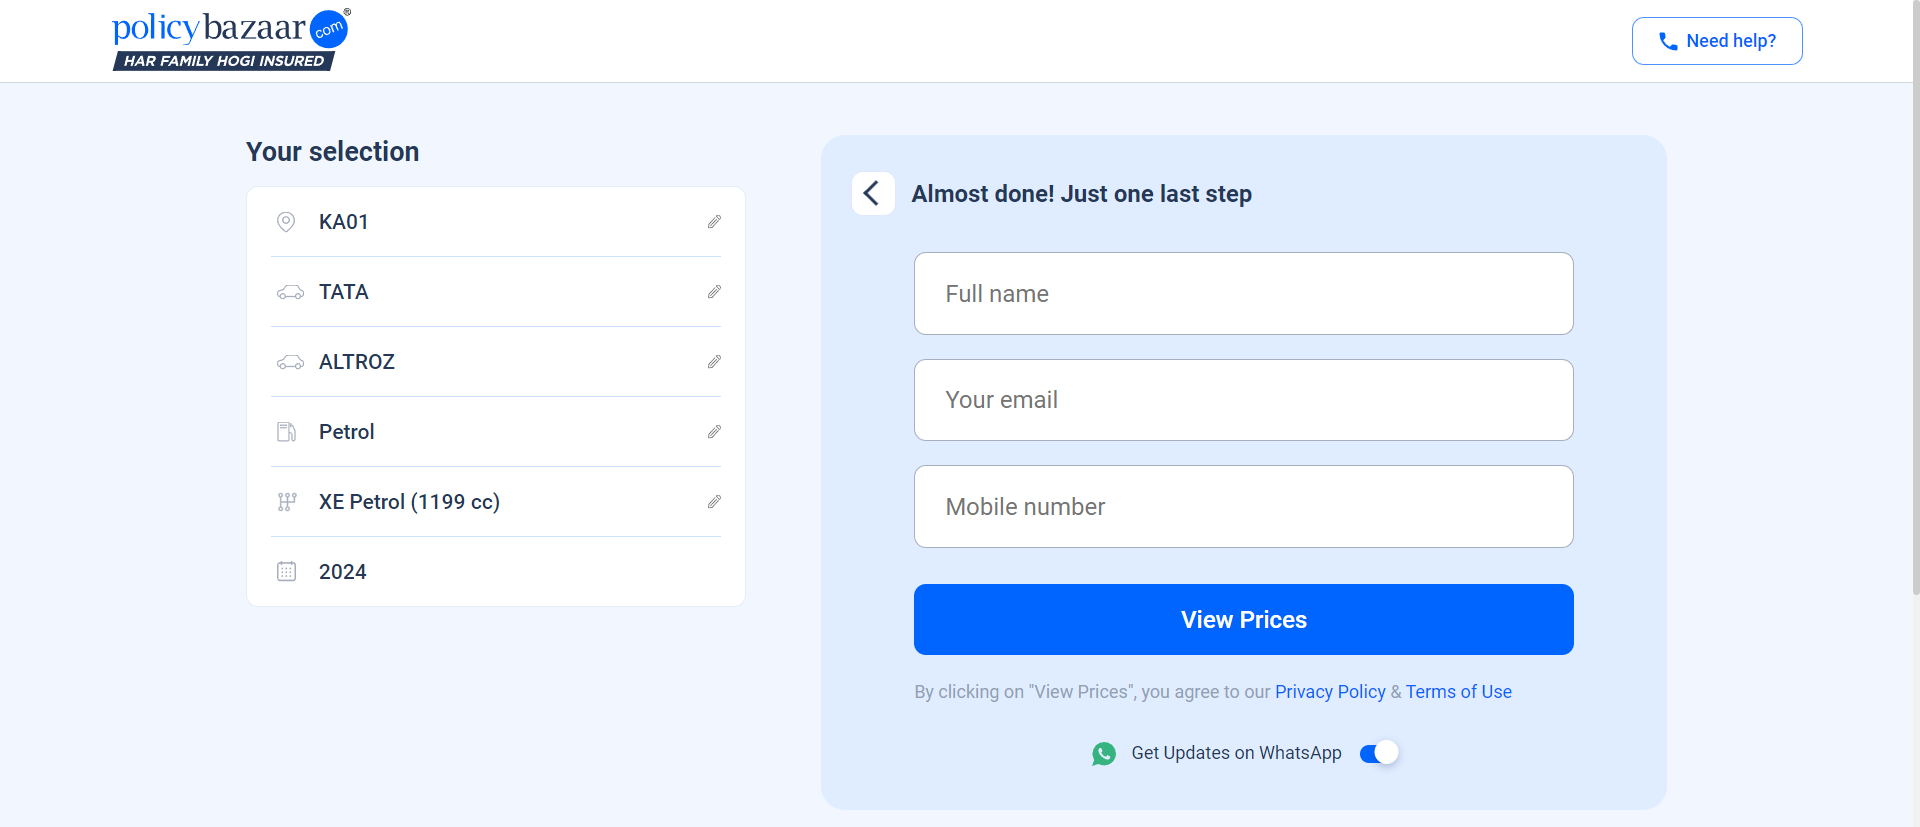 policybazaar com ®
HAR FAMILY HOGI INSURED
Need help?
Your selection
KA01
TATA
ALTROZ
Petrol
XE Petrol (1199 cc)
2024
Almost done! Just one last step
Full name
Your email
Mobile number
View Prices
By clicking on "View Prices", you agree to our Privacy Policy & Terms of Use
Get Updates on WhatsApp